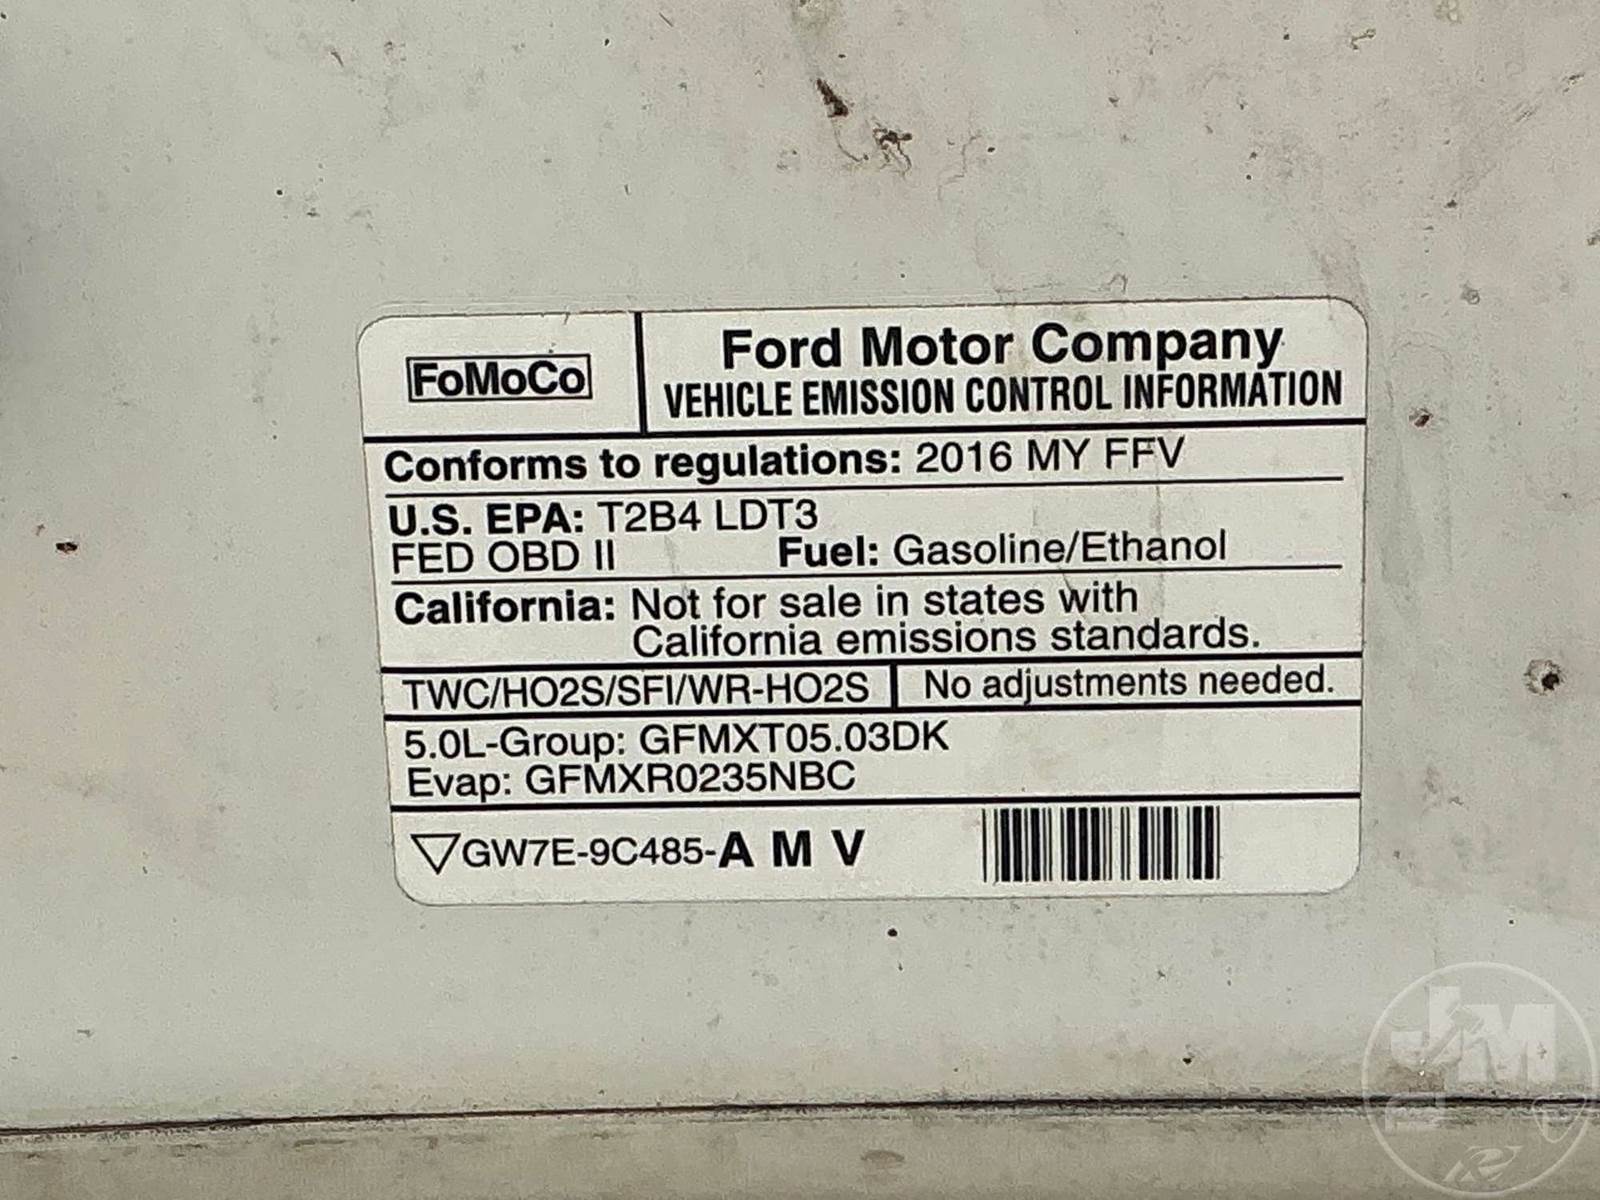 FoMoCo
Ford Motor Company
VEHICLE EMISSION CONTROL INFORMATION
Conforms to regulations: 2016 MY FFV
U.S. EPA: T2B4 LDT3
FED OBD II Fuel: Gasoline/Ethanol
California: Not for sale in states with
California emissions standards.
TWC/HO2S/SFI/WR-HO2S No adjustments needed.
5.0L-Group: GFMXT05.03DK
Evap: GFMXR0235NBC
GW7E-9C485-A M V
J M